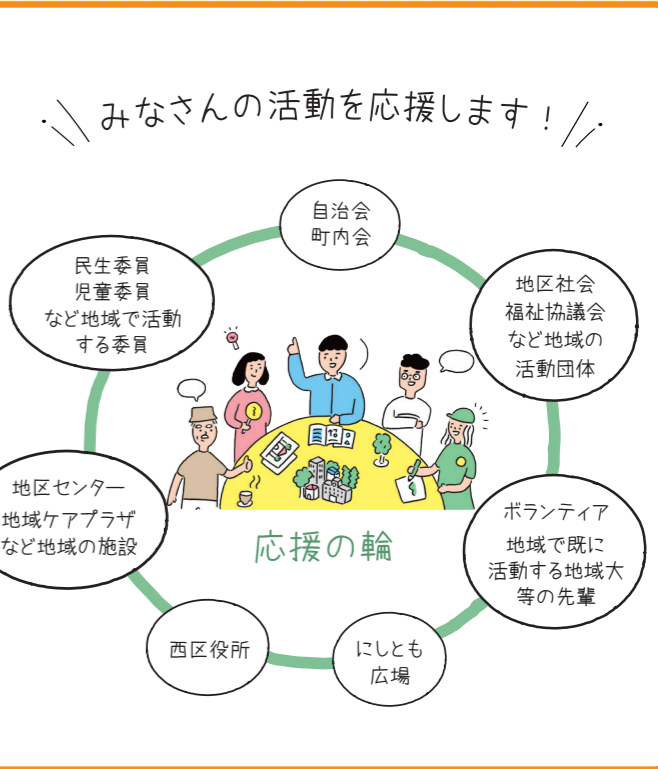 みなさんの活動を応援します！
自治会
町内会
民生委員
児童委員
など地域で活動
する委員
地区社会
福祉協議会
など地域の
活動団体
地区センター
地域ケアプラザ
など地域の施設
応援の輪
ボランティア
地域で既に
活動する地域大
等の先輩
西区役所
にしとも
広場